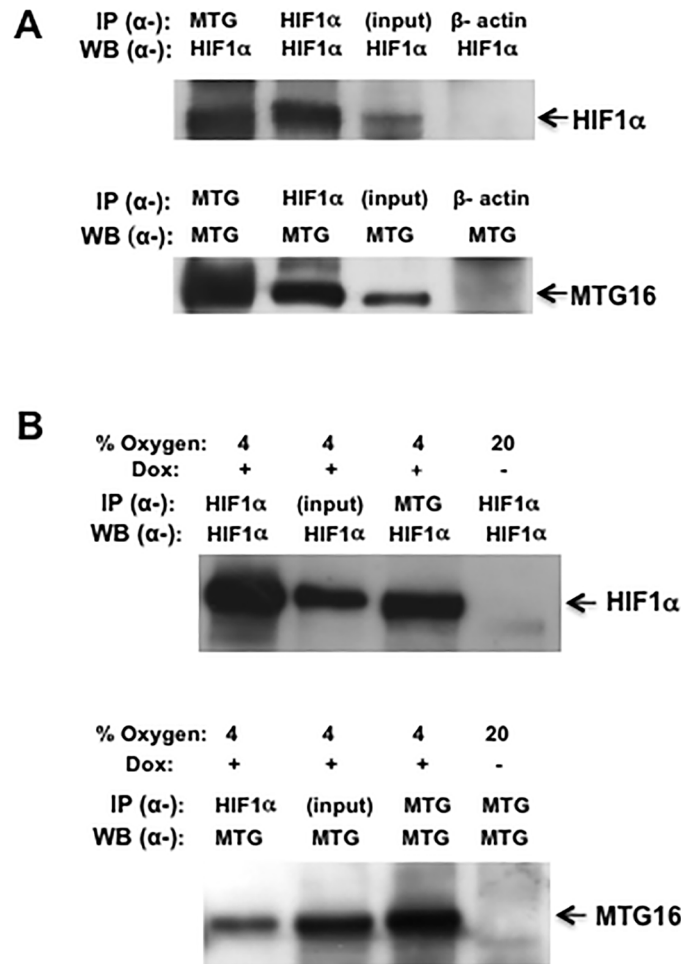 A
IP (α-): MTG HIF1α (input) β- actin
WB (α-): HIF1α HIF1α HIF1α HIF1α
←HIF1α
IP (α-): MTG HIF1α (input) β- actin
WB (α-): MTG MTG MTG MTG
←MTG16
B
% Oxygen: 4 4 4 20
Dox: + + + -
IP (α-): HIF1α (input) MTG HIF1α
WB (α-): HIF1α HIF1α HIF1α HIF1α
← HIF1α
% Oxygen: 4 4 4 20
Dox: + + + -
IP (α-): HIF1α (input) MTG MTG
WB (α-): MTG MTG MTG MTG
← MTG16